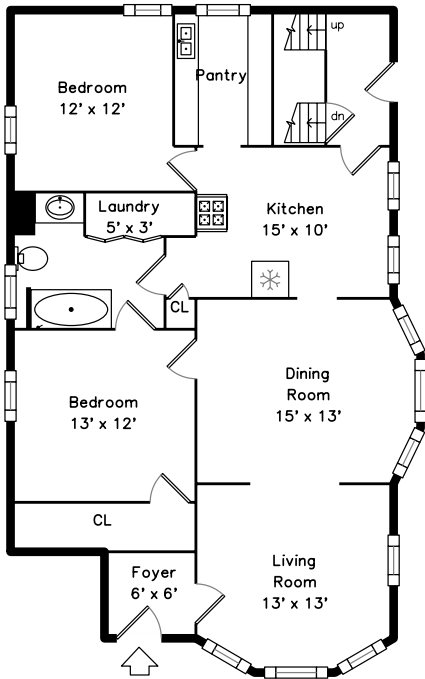 up
Pantry
Bedroom
12' x 12'
dn
Laundry
5' x 3'
Kitchen
15' x 10'
CL
Dining
Room
15' x 13'
Bedroom
13' x 12'
CL
Living
Room
13' x 13'
Foyer
6' x 6'